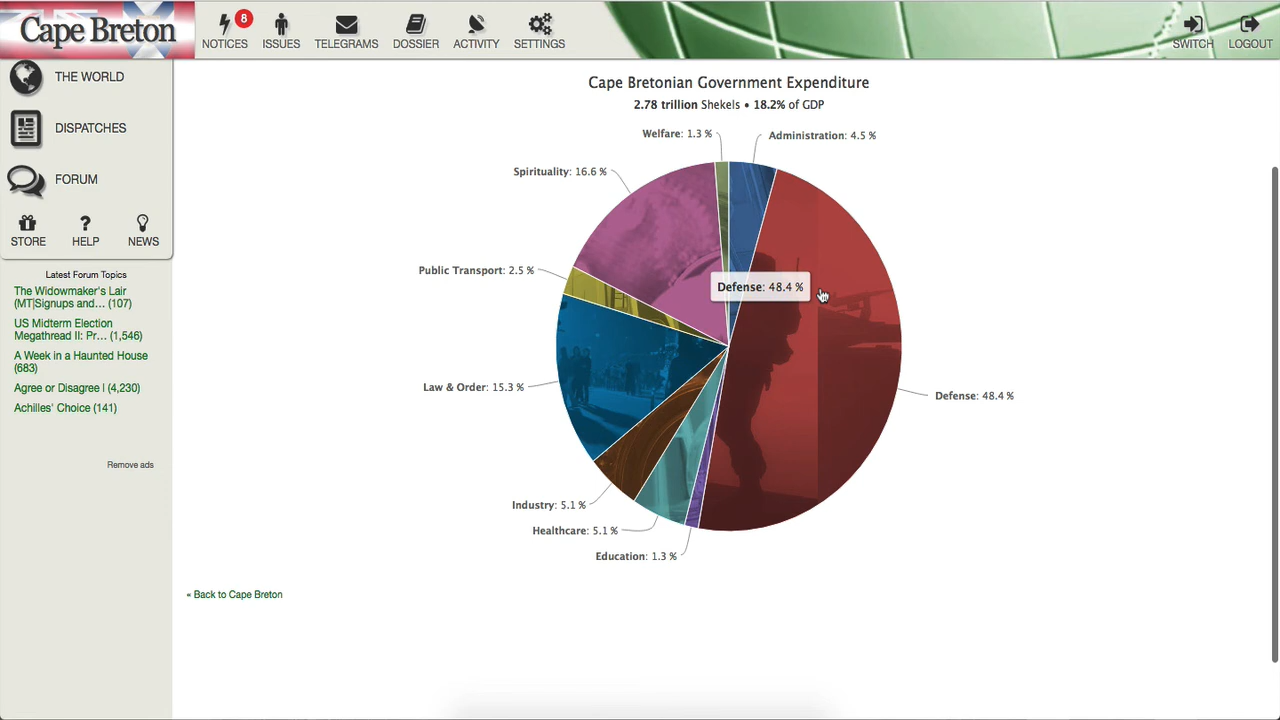 Cape Breton
8
NOTICES
ISSUES
TELEGRAMS
DOSSIER
ACTIVITY
SETTINGS
SWITCH
LOGOUT
THE WORLD
DISPATCHES
FORUM
STORE
HELP
NEWS
Latest Forum Topics
The Widowmaker's Lair
(MT|Signups and... (107)
US Midterm Election
Megathread II: Pr... (1,546)
A Week in a Haunted House
(683)
Agree or Disagree I (4,230)
Achilles' Choice (141)
Remove ads
Cape Bretonian Government Expenditure
2.78 trillion Shekels • 18.2% of GDP
Welfare: 1.3 %
Administration: 4.5 %
Spirituality: 16.6 %
Public Transport: 2.5 %
Defense: 48.4 %
Law & Order: 15.3 %
Defense: 48.4 %
Industry: 5.1 %
Healthcare: 5.1 %
Education: 1.3 %
« Back to Cape Breton